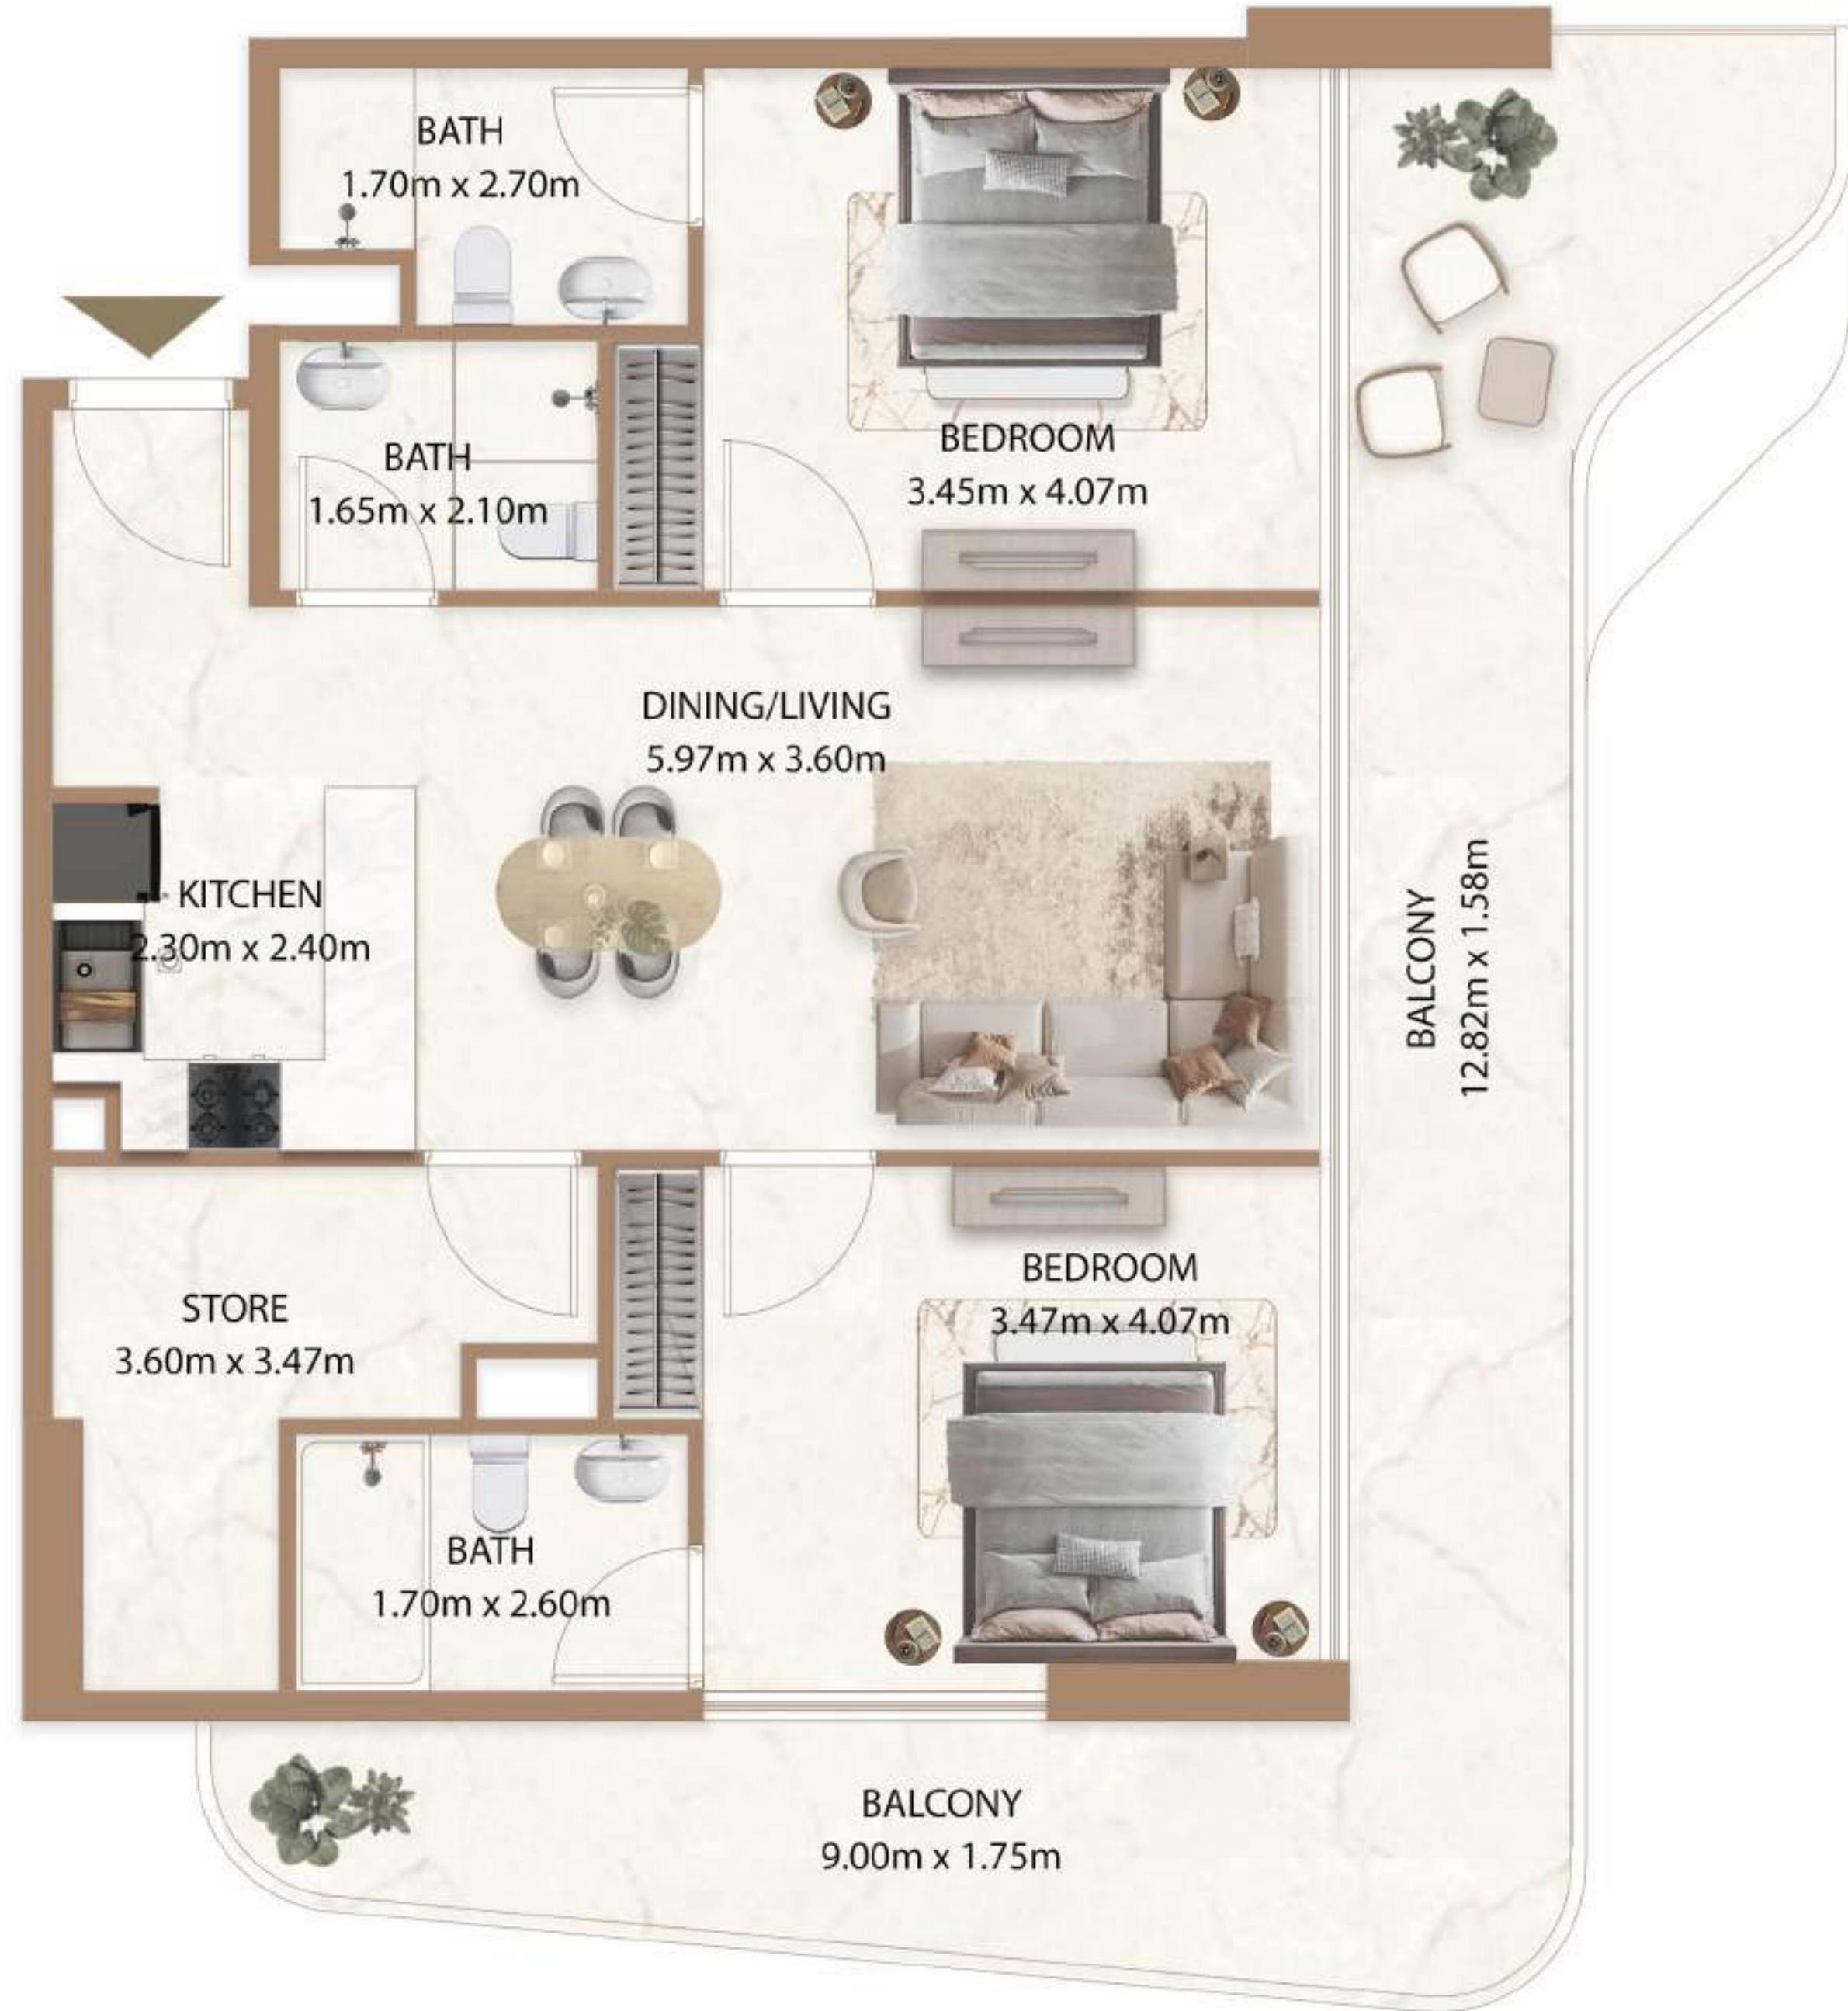 BATH
1.70m x 2.70m
BATH
1.65m x 2.10m
BEDROOM
3.45m x 4.07m
DINING/LIVING
5.97m x 3.60m
KITCHEN
2.30m x 2.40m
BALCONY
12.82m x 1.58m
STORE
3.60m x 3.47m
BEDROOM
3.47m x 4.07m
BATH
1.70m x 2.60m
BALCONY
9.00m x 1.75m